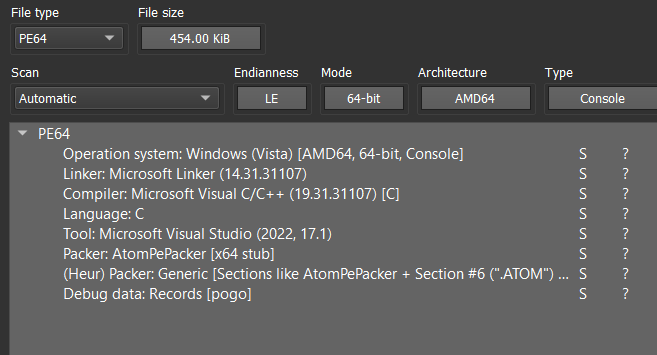 File type File size
PE64 454.00 KiB
Scan Endianness Mode Architecture Type
Automatic LE 64-bit AMD64 Console
PE64
Operation system: Windows (Vista) [AMD64, 64-bit, Console] S ?
Linker: Microsoft Linker (14.31.31107) S ?
Compiler: Microsoft Visual C/C++ (19.31.31107) [C] S ?
Language: C S ?
Tool: Microsoft Visual Studio (2022, 17.1) S ?
Packer: AtomPePacker [x64 stub] S ?
(Heur) Packer: Generic [Sections like AtomPePacker + Section #6 (".ATOM") ... S ?
Debug data: Records [pogo] S ?